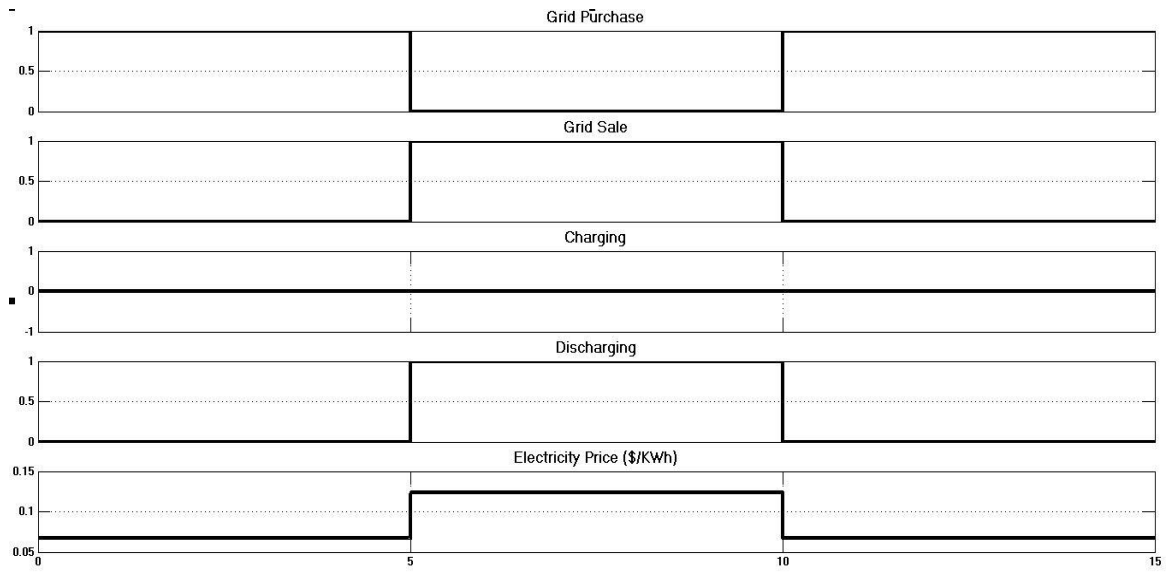 Grid Purchase
1
0.5
0
Grid Sale
1
0.5
0
Charging
1
0
-1
Discharging
1
0.5
0
Electricity Price ($/KWh)
0.15
0.1
0.05
0 5 10 15